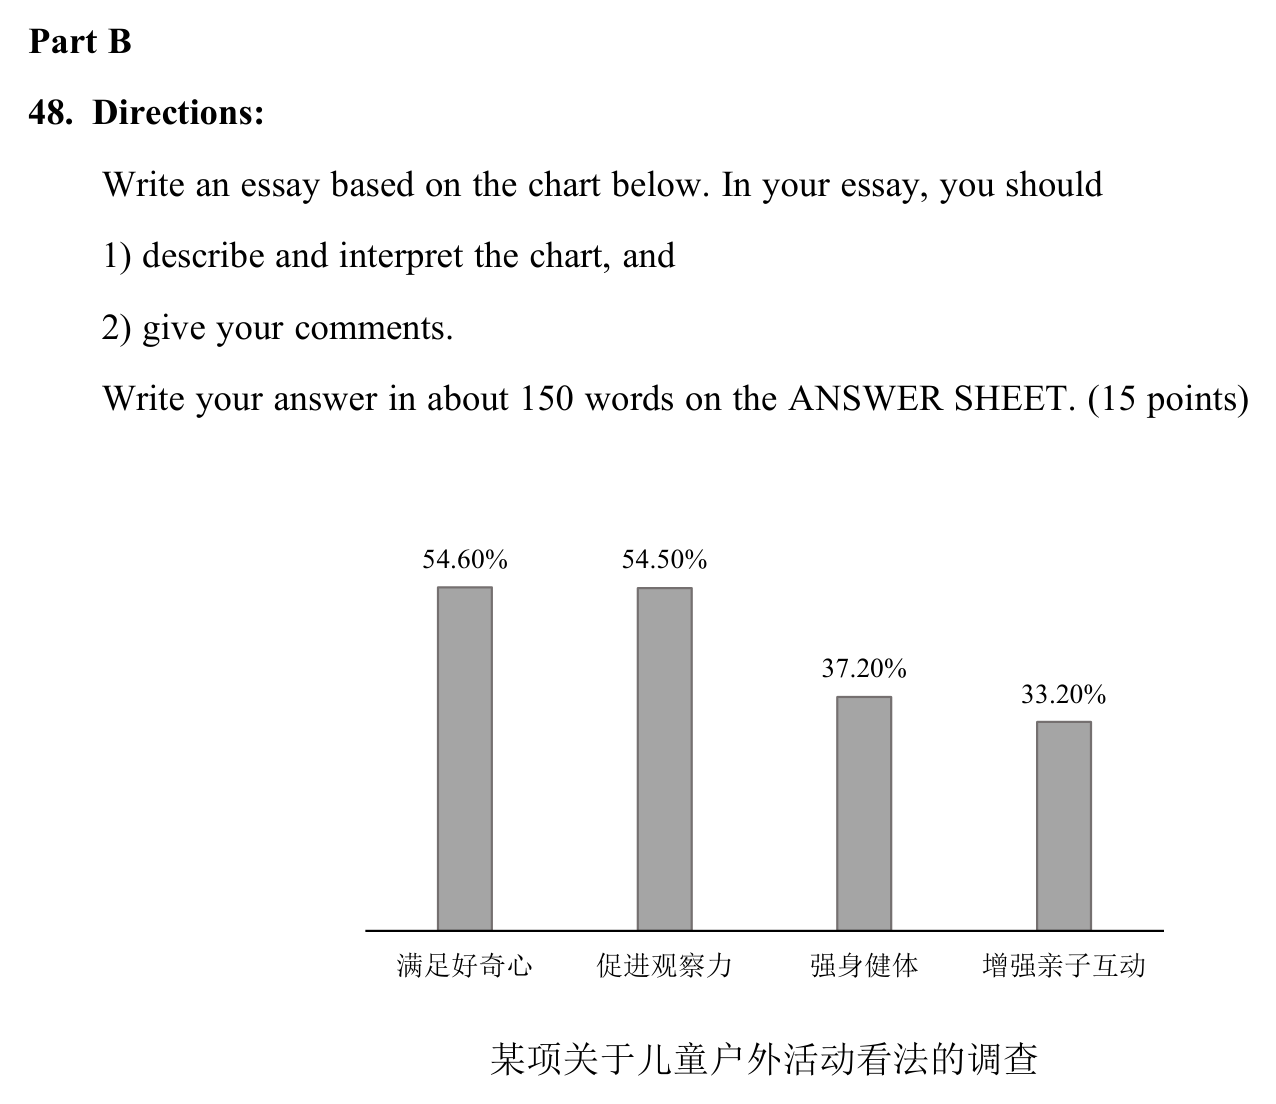 Part B
48. Directions:
Write an essay based on the chart below. In your essay, you should
1) describe and interpret the chart, and
2) give your comments.
Write your answer in about 150 words on the ANSWER SHEET. (15 points)
54.60% 54.50% 37.20% 33.20%
满足好奇心 促进观察力 强身健体 增强亲子互动
某项关于儿童户外活动看法的调查